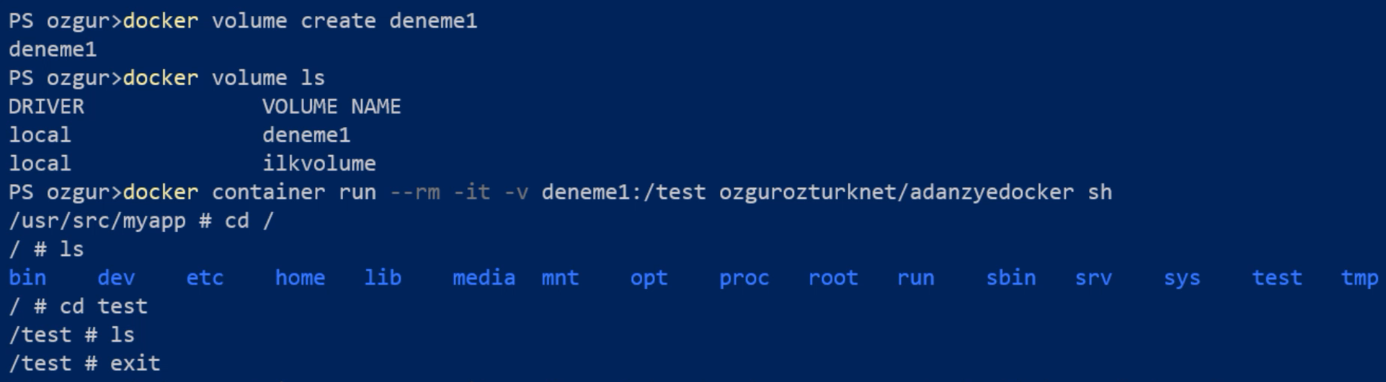 PS ozgur>docker volume create deneme1
deneme1
PS ozgur>docker volume ls
DRIVER              VOLUME NAME
local               deneme1
local               ilkvolume
PS ozgur>docker container run --rm -it -v deneme1:/test ozgurozturknet/adanzyedocker sh
/usr/src/myapp # cd /
/ # ls
bin    dev    etc    home   lib    media  mnt    opt    proc   root   run    sbin   srv    sys    test   tmp
/ # cd test
/test # ls
/test # exit